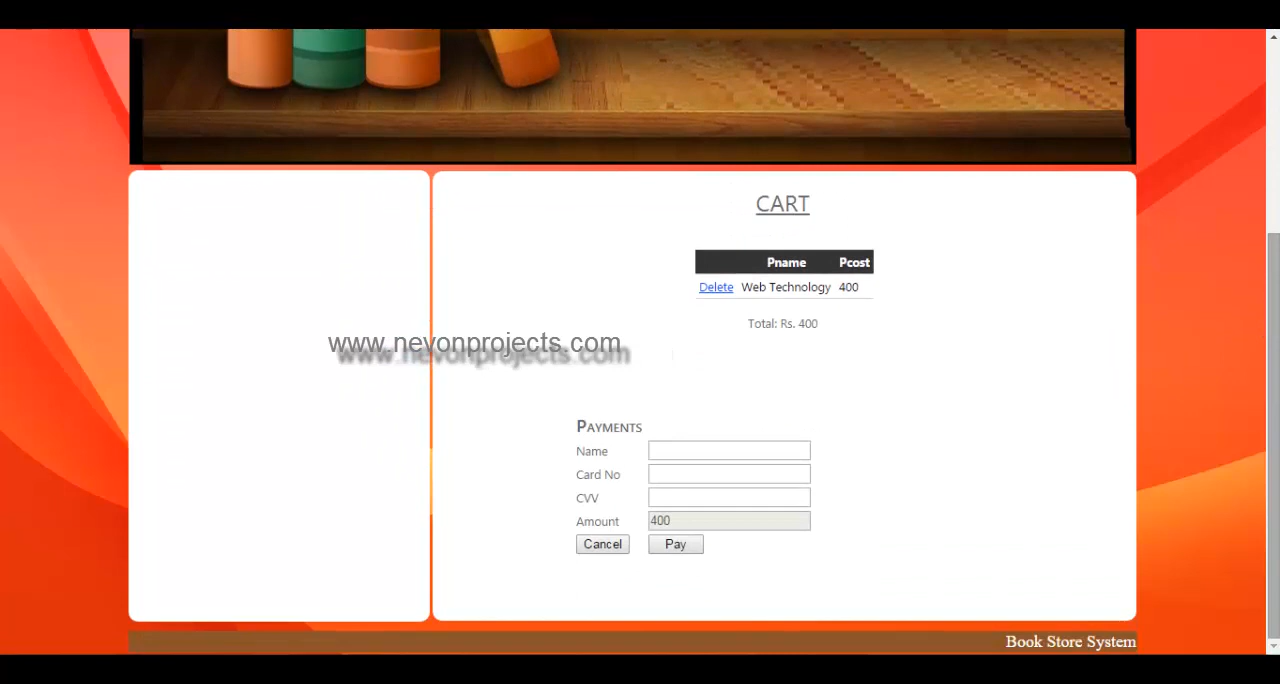 CART
Pname Pcost
Delete Web Technology 400
Total: Rs. 400
www.nevonprojects.com
Payments
Name
Card No
CVV
Amount 400
Cancel Pay
Book Store System